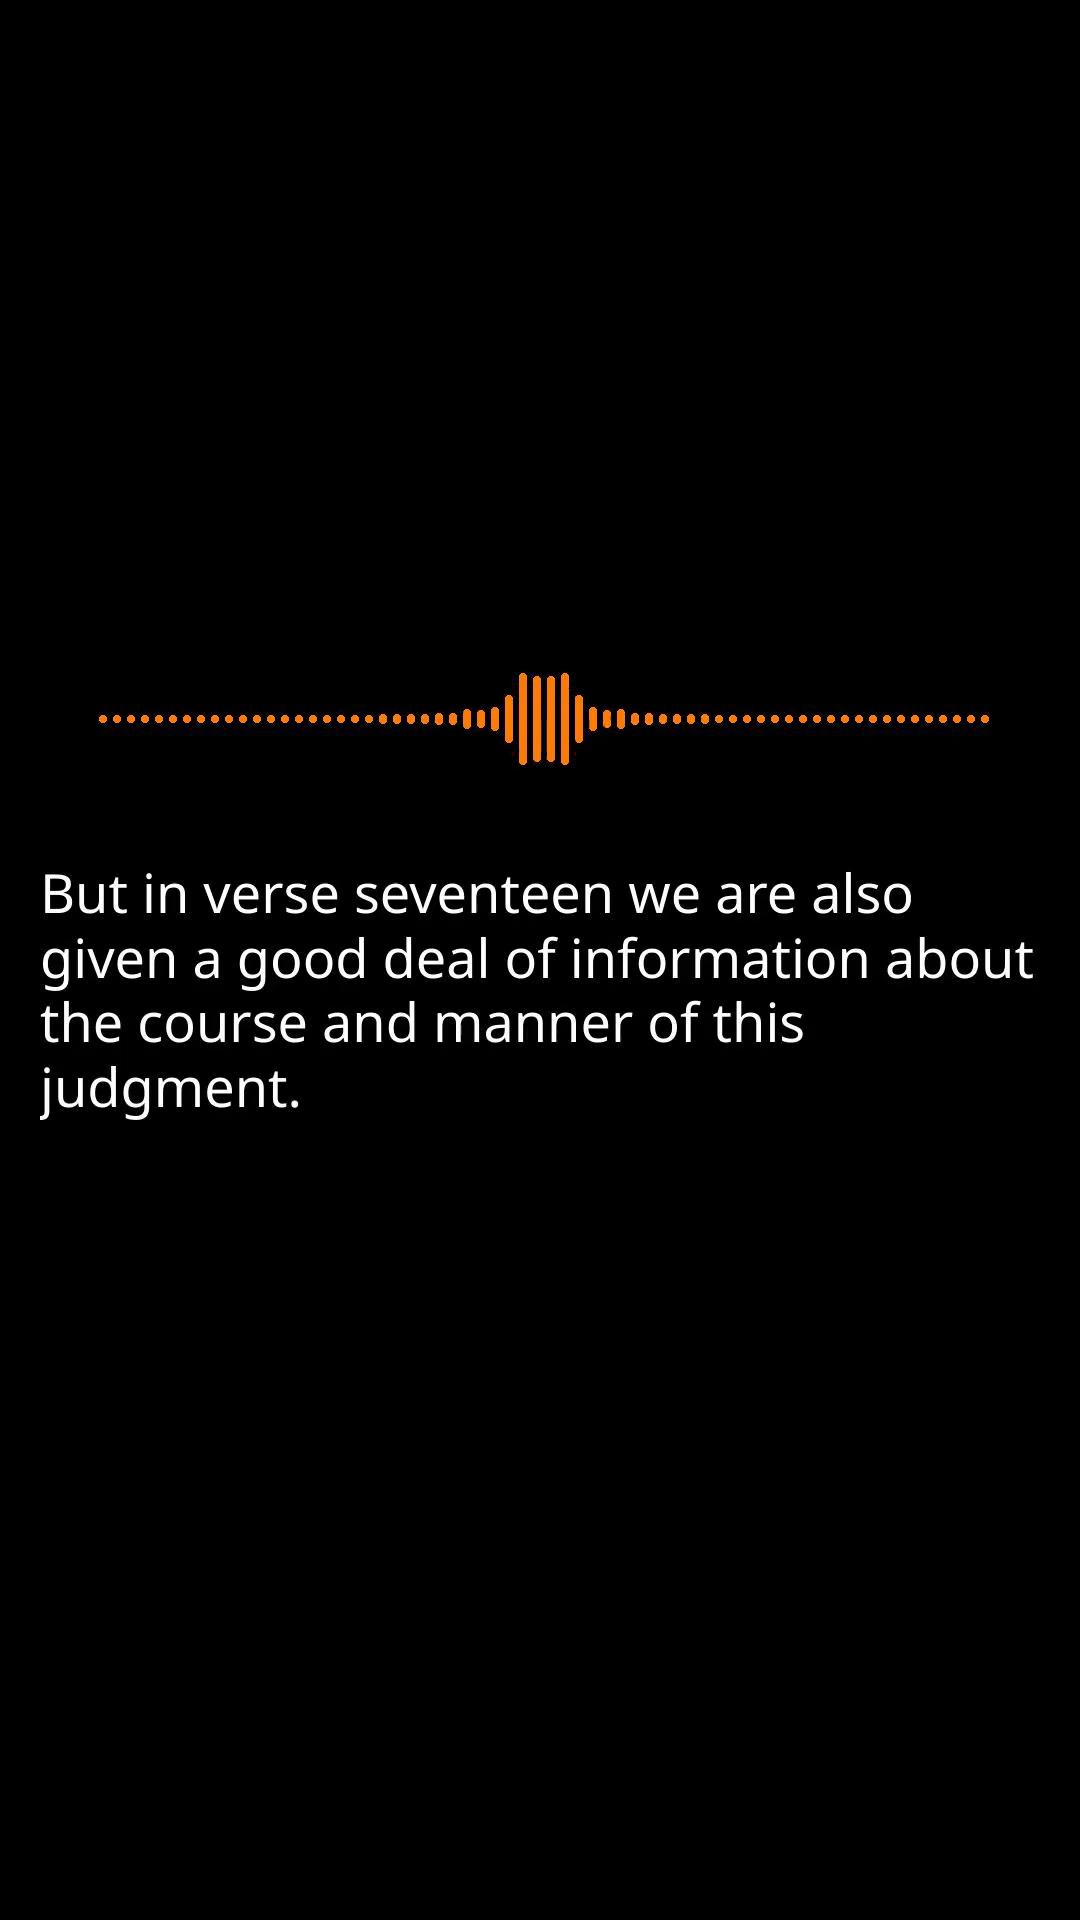 But in verse seventeen we are also
given a good deal of information about
the course and manner of this
judgment.